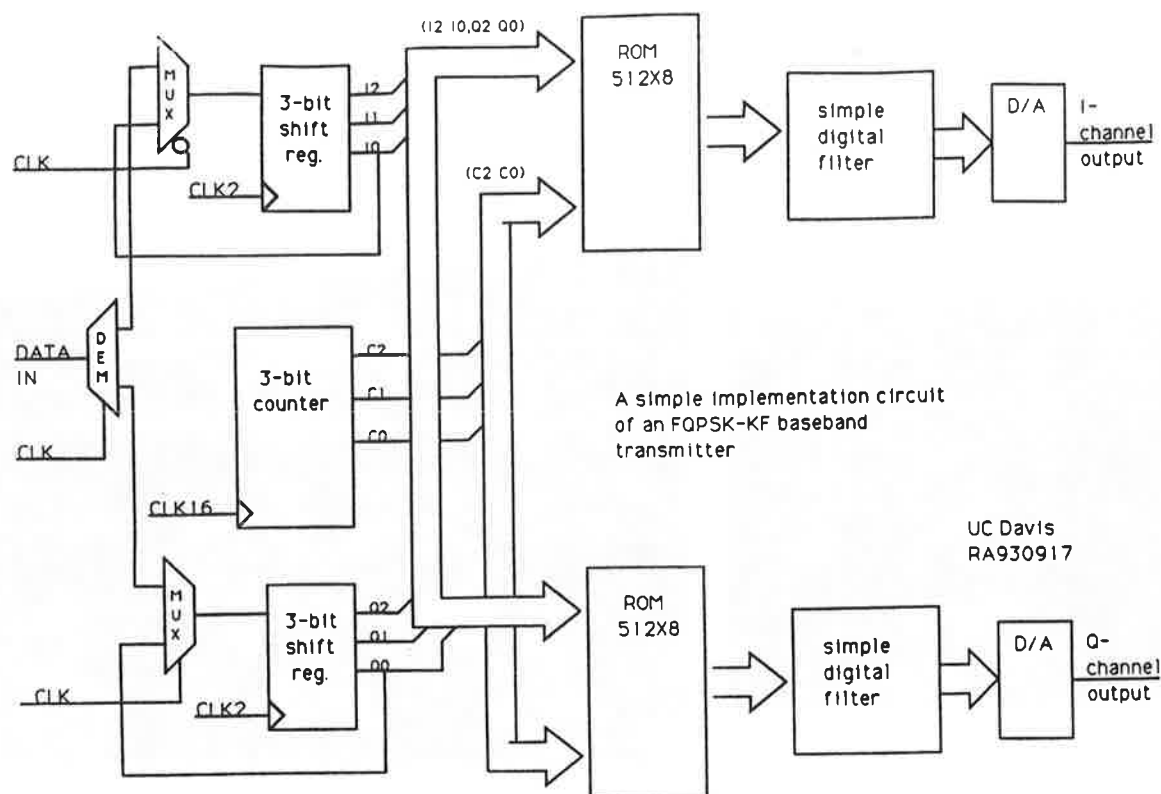 (I2 I0,Q2 Q0)
ROM
512X8
MUX
3-bit
shift
reg.
I2
I1
I0
simple
digital
filter
D/A
I-
channel
output
CLK
CLK2
(C2 C0)
DEM
DATA
IN
3-bit
counter
C2
C1
C0
CLK
CLK16
A simple implementation circuit
of an FQPSK-KF baseband
transmitter
UC Davis
RA930917
MUX
3-bit
shift
reg.
Q2
Q1
Q0
ROM
512X8
simple
digital
filter
D/A
Q-
channel
output
CLK
CLK2